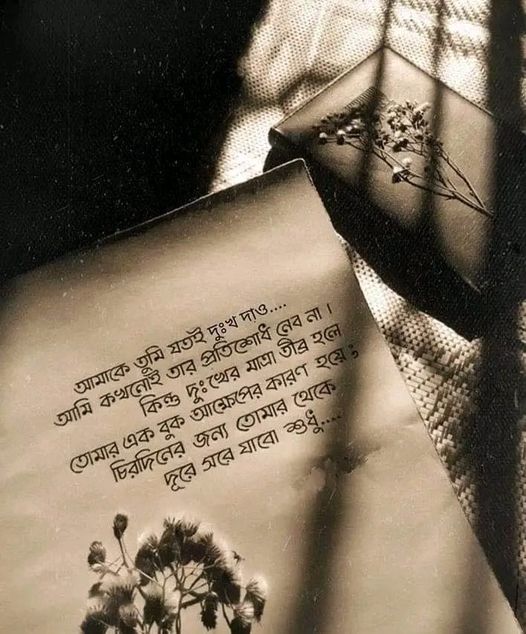 আমাকে তুমি যতই দুঃখ দাও....
আমি কখনোই তার প্রতিশোধ নেব না।
কিন্তু দুঃখের মাত্রা তীব্র হলে
তোমার এক বুক আক্ষেপের কারণ হয়ে;
চিরদিনের জন্য তোমার থেকে
দূরে সরে যাবো শুধু....